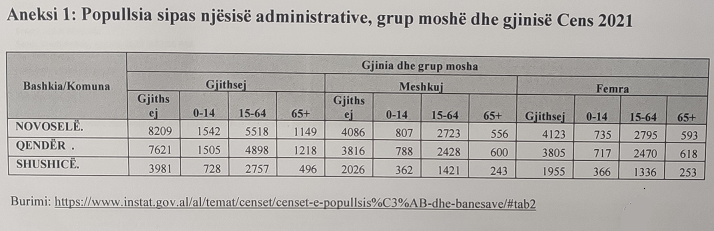 Aneksi 1: Popullsia sipas njësisë administrative, grup moshë dhe gjinisë Cens 2021
Bashkia/Komuna Gjinia dhe grup mosha
Gjithsej Meshkuj Femra
Gjithsej 0-14 15-64 65+ Gjithsej 0-14 15-64 65+ Gjithsej 0-14 15-64 65+
NOVOSELË. 8209 1542 5518 1149 4086 807 2723 556 4123 735 2795 593
QENDËR . 7621 1505 4898 1218 3816 788 2428 600 3805 717 2470 618
SHUSHICË. 3981 728 2757 496 2026 362 1421 243 1955 366 1336 253
Burimi: https://www.instat.gov.al/al/temat/censet/censet-e-popullsis%C3%AB-dhe-banesave/#tab2